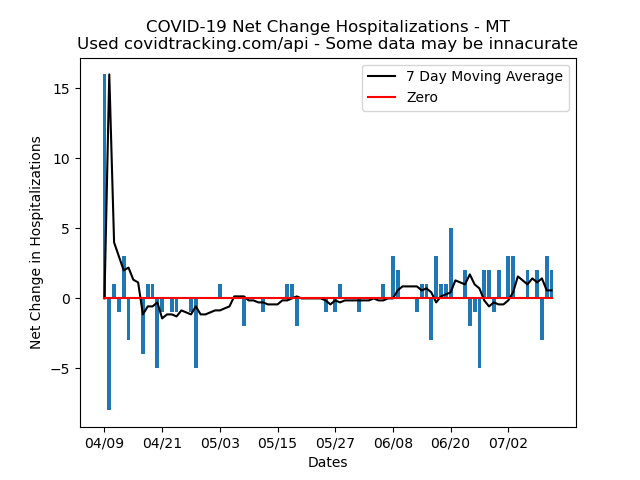 COVID-19 Net Change Hospitalizations - MT
Used covidtracking.com/api - Some data may be innacurate
7 Day Moving Average
Zero
Net Change in Hospitalizations
15
10
5
0
−5
04/09 04/21 05/03 05/15 05/27 06/08 06/20 07/02
Dates